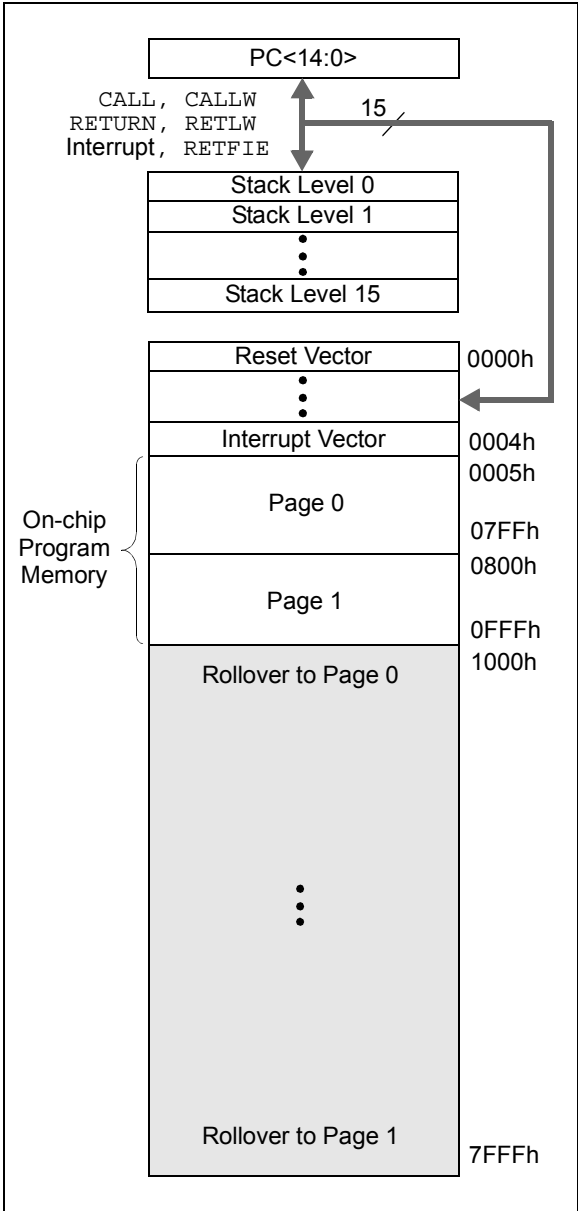 PC<14:0>
CALL, CALLW
RETURN, RETLW
Interrupt, RETFIE
15
Stack Level 0
Stack Level 1
Stack Level 15
Reset Vector
0000h
Interrupt Vector
0004h
0005h
On-chip
Program
Memory
Page 0
07FFh
0800h
Page 1
0FFFh
1000h
Rollover to Page 0
Rollover to Page 1
7FFFh